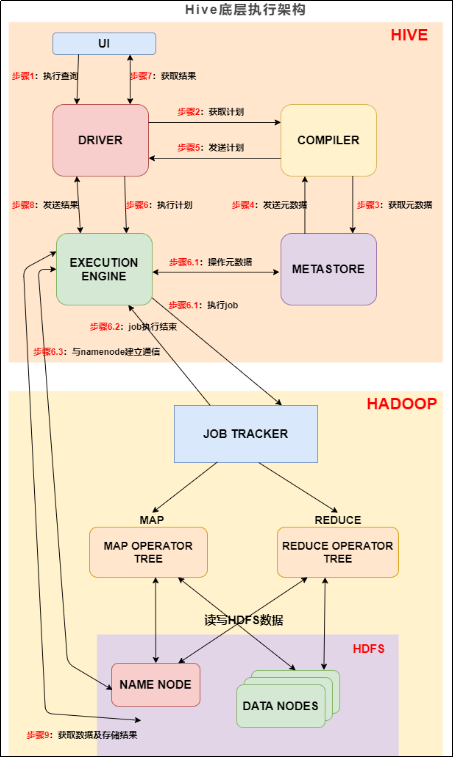 Hive底层执行架构
HIVE
UI
步骤1：执行查询
步骤7：获取结果
步骤2：获取计划
DRIVER
COMPILER
步骤5：发送计划
步骤8：发送结果
步骤6：执行计划
步骤4：发送元数据
步骤3：获取元数据
EXECUTION
ENGINE
步骤6.1：操作元数据
METASTORE
步骤6.1：执行job
步骤6.2：job执行结束
步骤6.3：与namenode建立通信
HADOOP
JOB TRACKER
MAP
REDUCE
MAP OPERATOR
TREE
REDUCE OPERATOR
TREE
读写HDFS数据
HDFS
NAME NODE
DATA NODES
步骤9：获取数据及存储结果